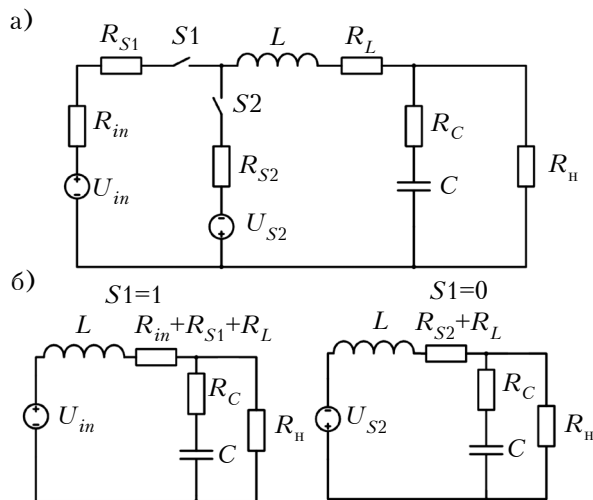 а)
R_{S1} S1 L R_L
S2
R_{in} R_C
R_{S2} R_н
U_{in} C
U_{S2}
б)
S1=1 S1=0
L R_{in}+R_{S1}+R_L L R_{S2}+R_L
R_C R_C
U_{in} R_н U_{S2} R_н
C C